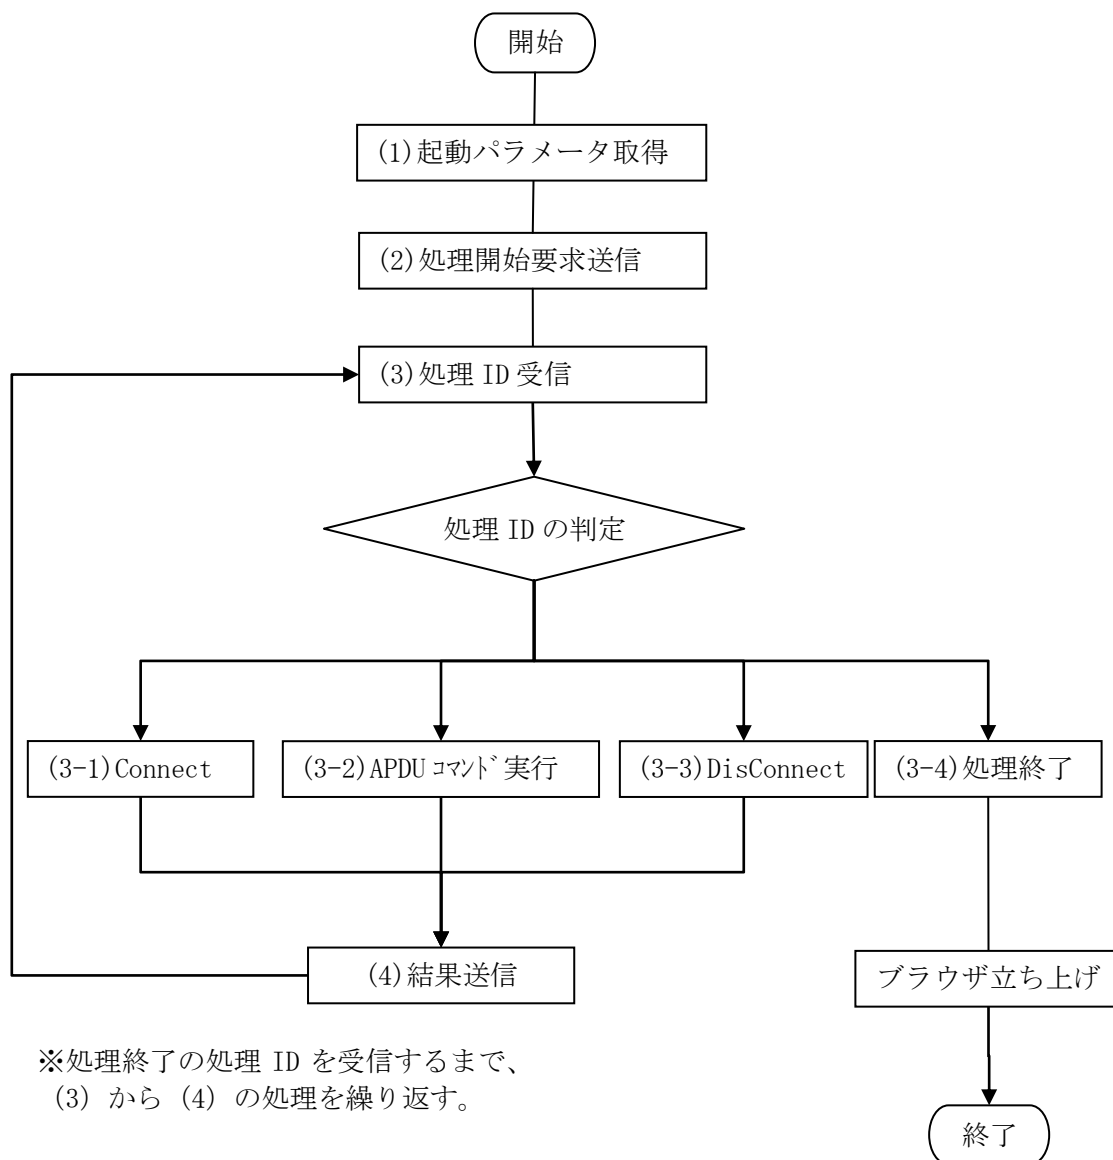 開始
(1)起動パラメータ取得
(2)処理開始要求送信
(3)処理 ID 受信
処理 ID の判定
(3-1)Connect
(3-2)APDU ｺﾏﾝﾄﾞ実行
(3-3)DisConnect
(3-4)処理終了
(4)結果送信
ブラウザ立ち上げ
※処理終了の処理 ID を受信するまで、
(3) から (4) の処理を繰り返す。
終了